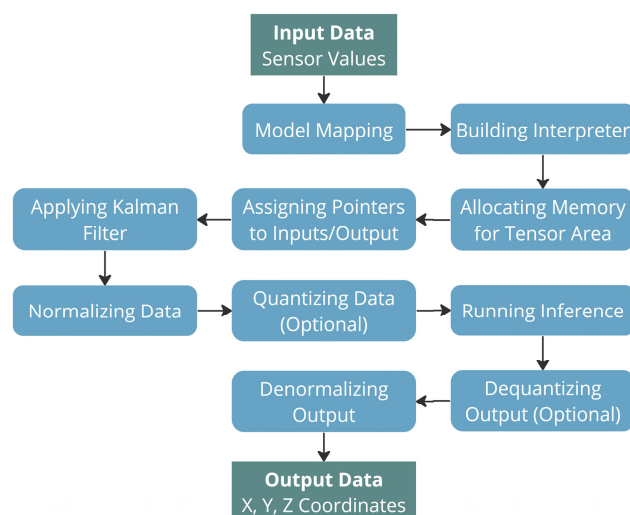 Input Data
Sensor Values
Model Mapping
Building Interpreter
Allocating Memory
for Tensor Area
Assigning Pointers
to Inputs/Output
Applying Kalman
Filter
Normalizing Data
Quantizing Data
(Optional)
Running Inference
Dequantizing
Output (Optional)
Denormalizing
Output
Output Data
X, Y, Z Coordinates